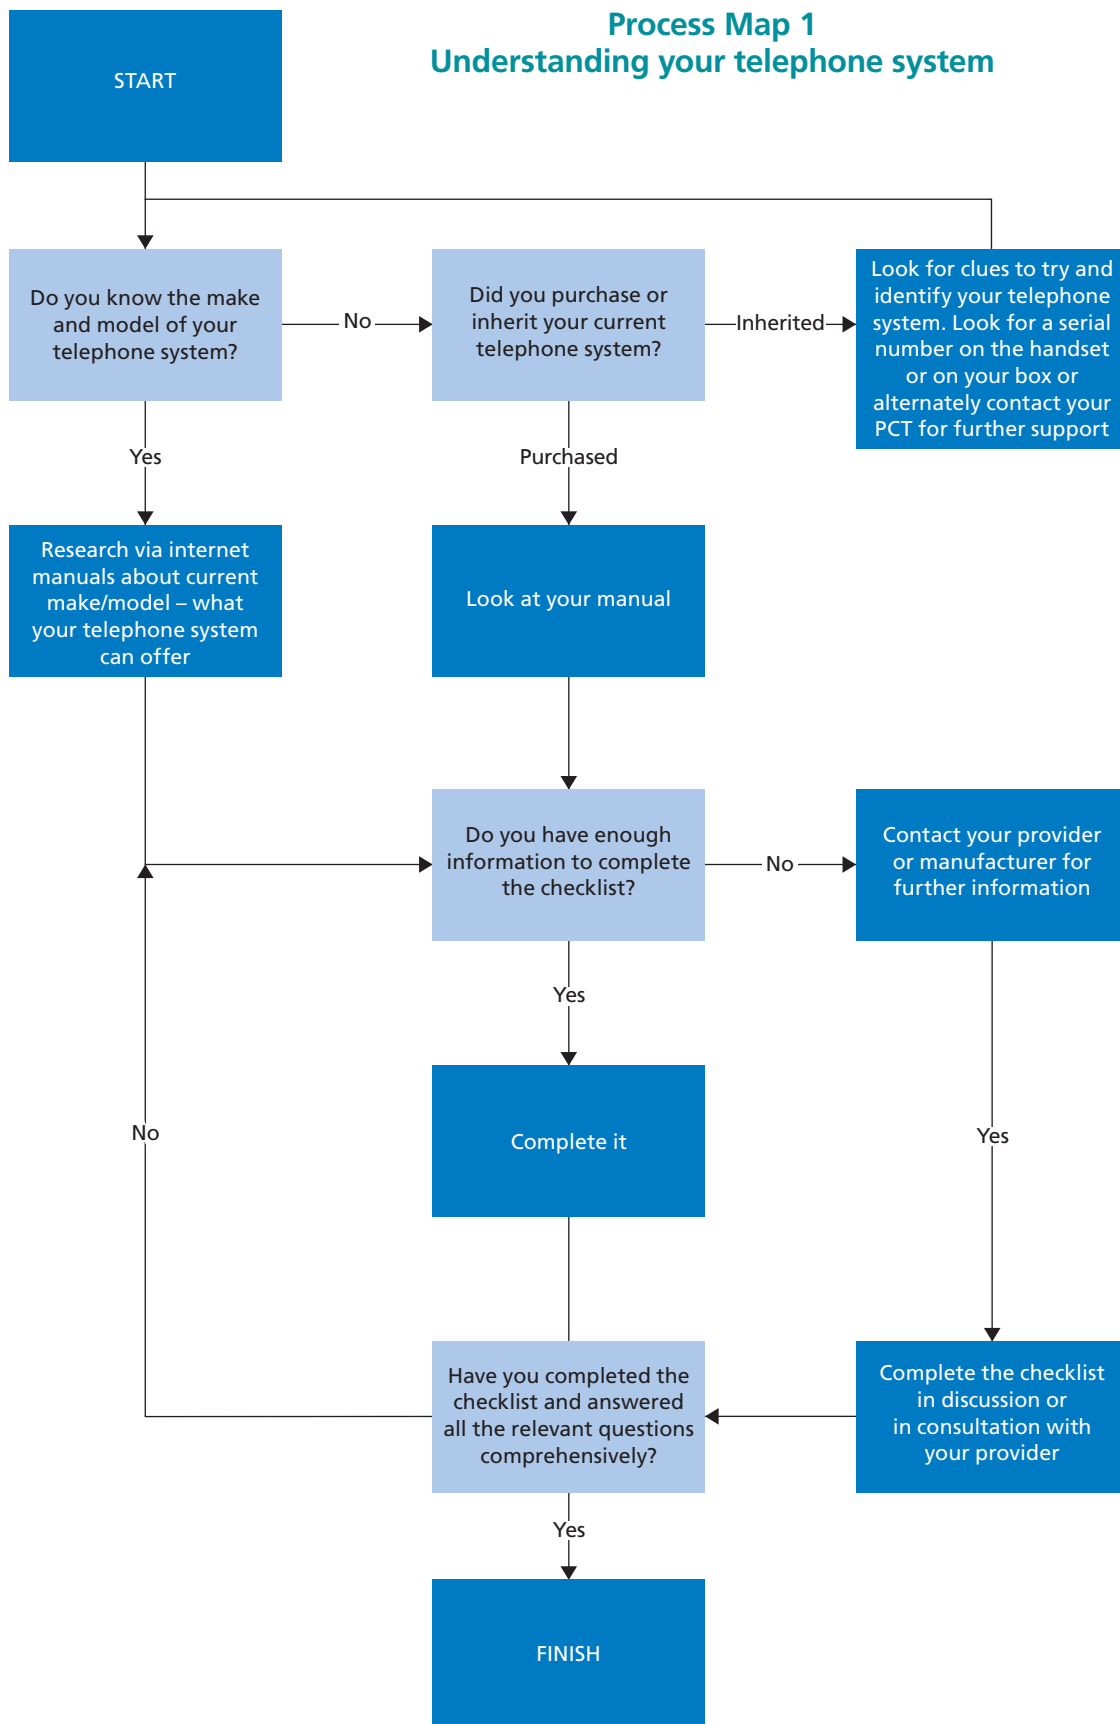 Process Map 1
Understanding your telephone system
START
Do you know the make
and model of your
telephone system?
No
Did you purchase or
inherit your current
telephone system?
Inherited
Look for clues to try and
identify your telephone
system. Look for a serial
number on the handset
or on your box or
alternately contact your
PCT for further support
Yes
Purchased
Research via internet
manuals about current
make/model – what
your telephone system
can offer
Look at your manual
Do you have enough
information to complete
the checklist?
No
Contact your provider
or manufacturer for
further information
Yes
Complete it
No
Yes
Have you completed the
checklist and answered
all the relevant questions
comprehensively?
Complete the checklist
in discussion or
in consultation with
your provider
Yes
FINISH